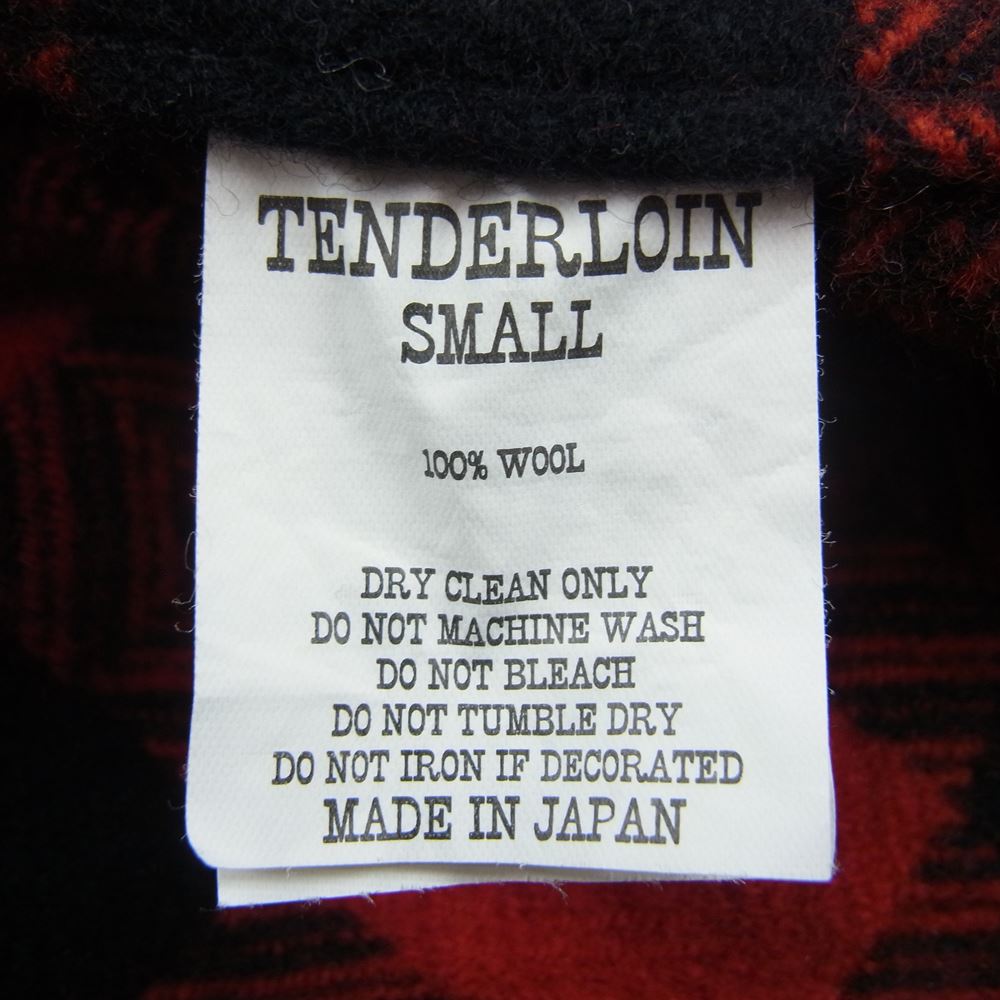 TENDERLOIN
SMALL
100% WOOL
DRY CLEAN ONLY
DO NOT MACHINE WASH
DO NOT BLEACH
DO NOT TUMBLE DRY
DO NOT IRON IF DECORATED
MADE IN JAPAN